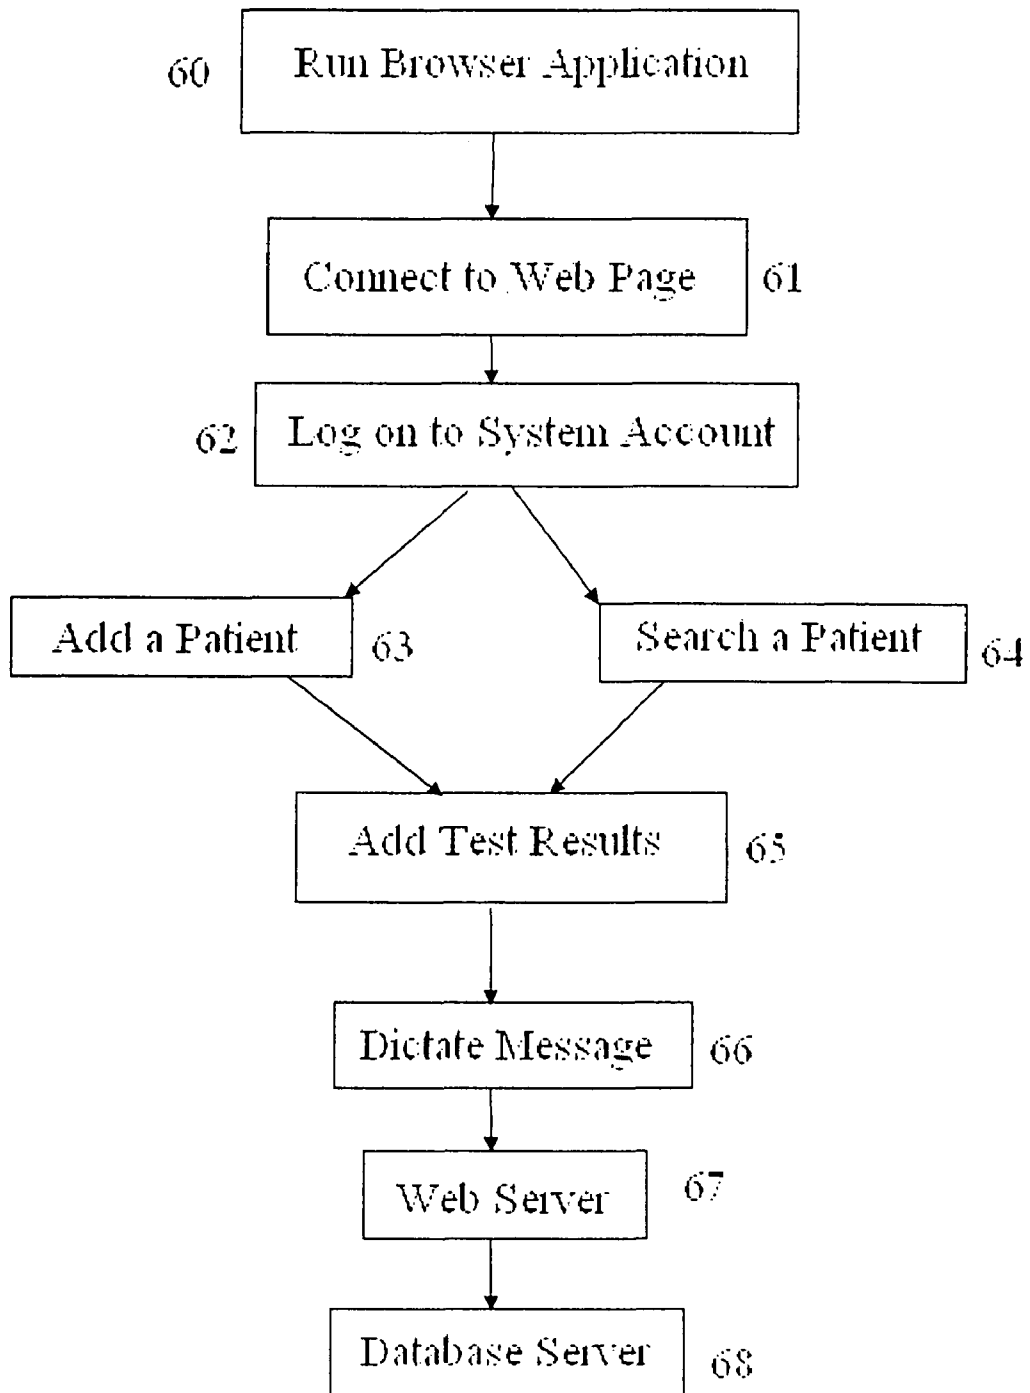 60 Run Browser Application
Connect to Web Page 61
62 Log on to System Account
Add a Patient 63 Search a Patient 64
Add Test Results 65
Dictate Message 66
Web Server 67
Database Server 68